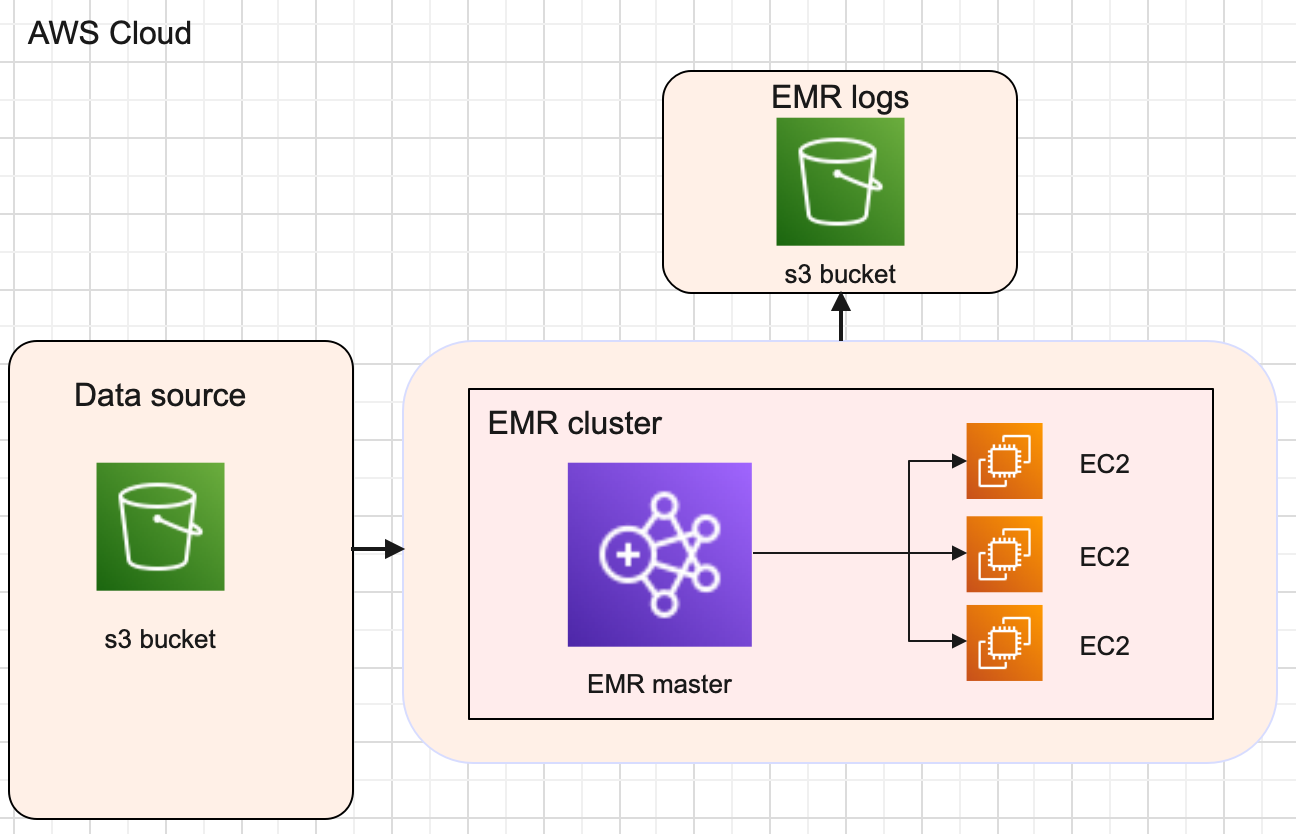 AWS Cloud
EMR logs
s3 bucket
Data source
s3 bucket
EMR cluster
EMR master
EC2
EC2
EC2